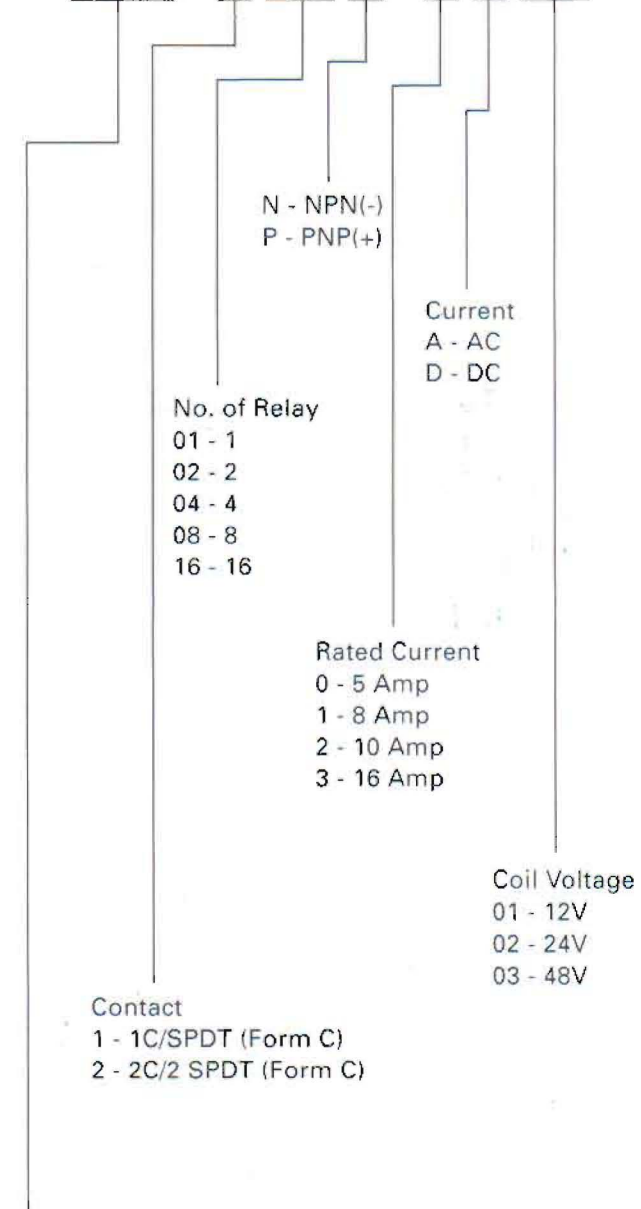 N - NPN(-)
P - PNP(+)
Current
A - AC
D - DC
No. of Relay
01 - 1
02 - 2
04 - 4
08 - 8
16 - 16
Rated Current
0 - 5 Amp
1 - 8 Amp
2 - 10 Amp
3 - 16 Amp
Coil Voltage
01 - 12V
02 - 24V
03 - 48V
Contact
1 - 1C/SPDT (Form C)
2 - 2C/2 SPDT (Form C)